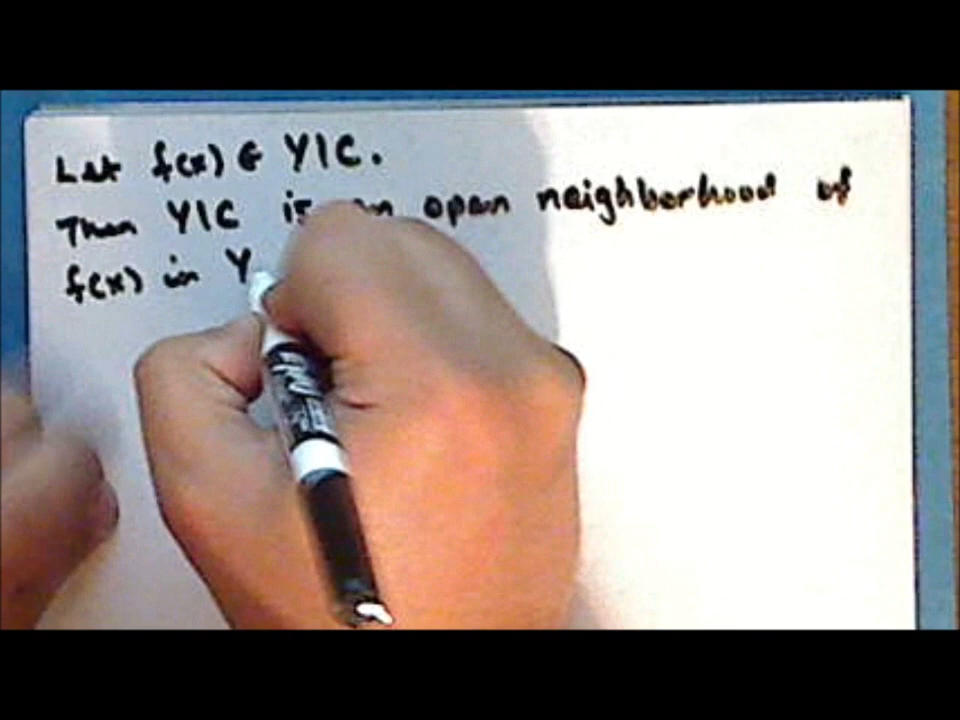 Let f(x) ∈ Y\C.
Then Y\C is an open neighborhood of
f(x) in Y